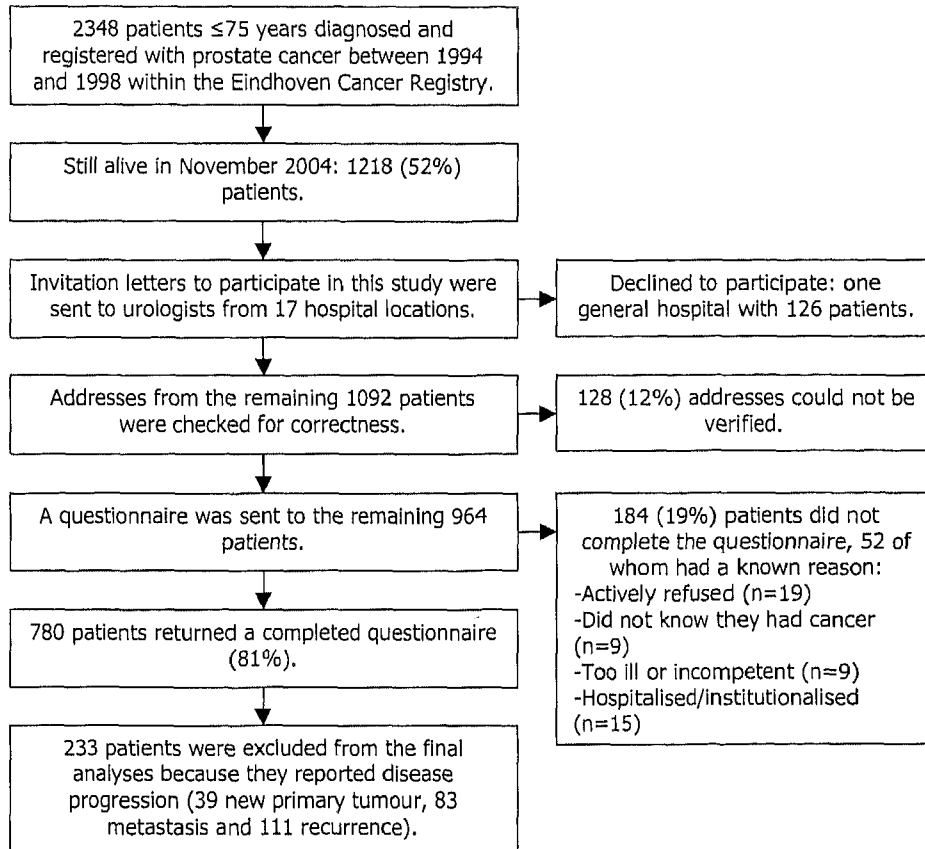 2348 patients ≤75 years diagnosed and
registered with prostate cancer between 1994
and 1998 within the Eindhoven Cancer Registry.
Still alive in November 2004: 1218 (52%)
patients.
Invitation letters to participate in this study were
sent to urologists from 17 hospital locations.
Declined to participate: one
general hospital with 126 patients.
Addresses from the remaining 1092 patients
were checked for correctness.
128 (12%) addresses could not be
verified.
A questionnaire was sent to the remaining 964
patients.
184 (19%) patients did not
complete the questionnaire, 52 of
whom had a known reason:
-Actively refused (n=19)
-Did not know they had cancer
(n=9)
-Too ill or incompetent (n=9)
-Hospitalised/institutionalised
(n=15)
780 patients returned a completed questionnaire
(81%).
233 patients were excluded from the final
analyses because they reported disease
progression (39 new primary tumour, 83
metastasis and 111 recurrence).